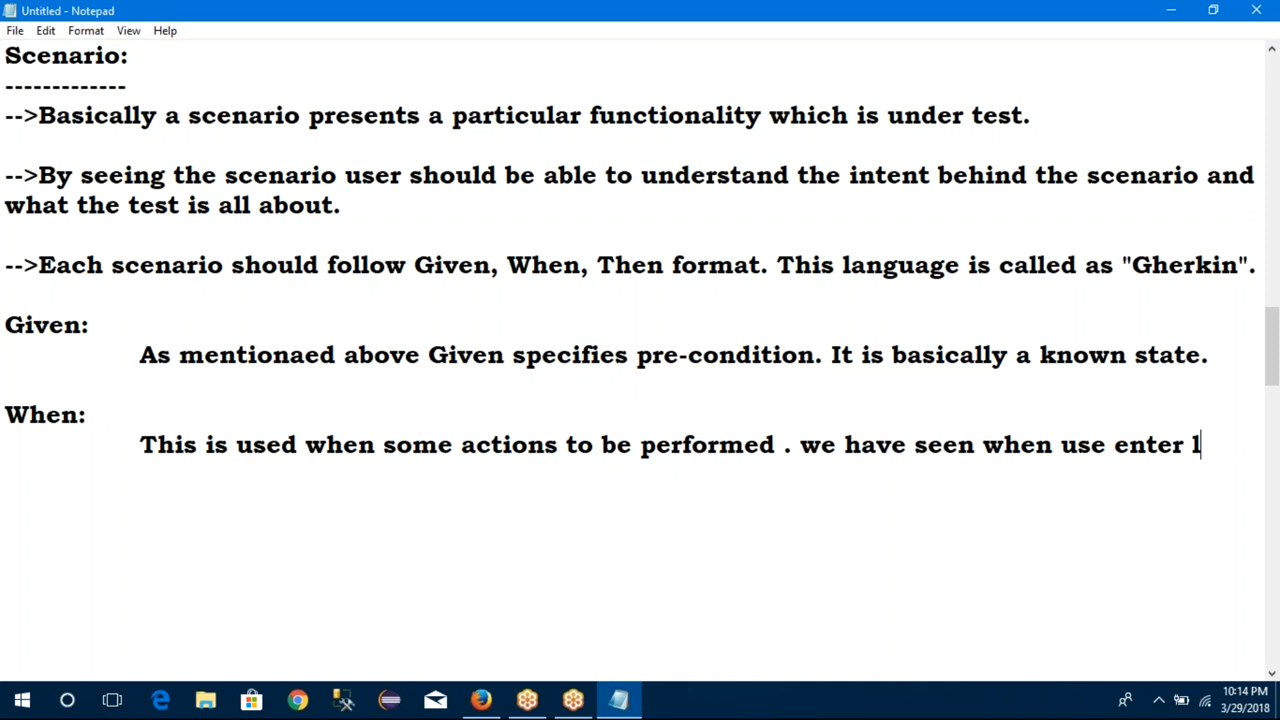 Untitled - Notepad
File Edit Format View Help
Scenario:
-------------
-->Basically a scenario presents a particular functionality which is under test.
-->By seeing the scenario user should be able to understand the intent behind the scenario and
what the test is all about.
-->Each scenario should follow Given, When, Then format. This language is called as "Gherkin".
Given:
As mentionaed above Given specifies pre-condition. It is basically a known state.
When:
This is used when some actions to be performed . we have seen when use enter l
10:14 PM
3/29/2018